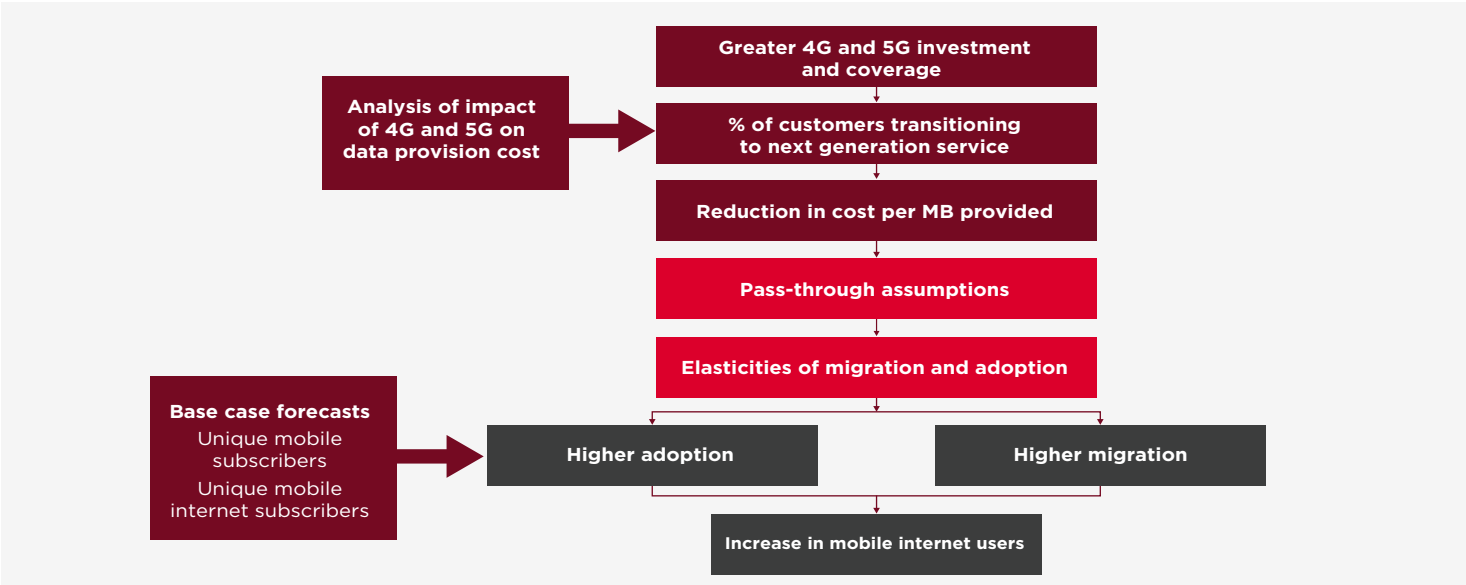 Greater 4G and 5G investment
and coverage
Analysis of impact
of 4G and 5G on
data provision cost
% of customers transitioning
to next generation service
Reduction in cost per MB provided
Pass-through assumptions
Elasticities of migration and adoption
Base case forecasts
Unique mobile
subscribers
Unique mobile
internet subscribers
Higher adoption
Higher migration
Increase in mobile internet users